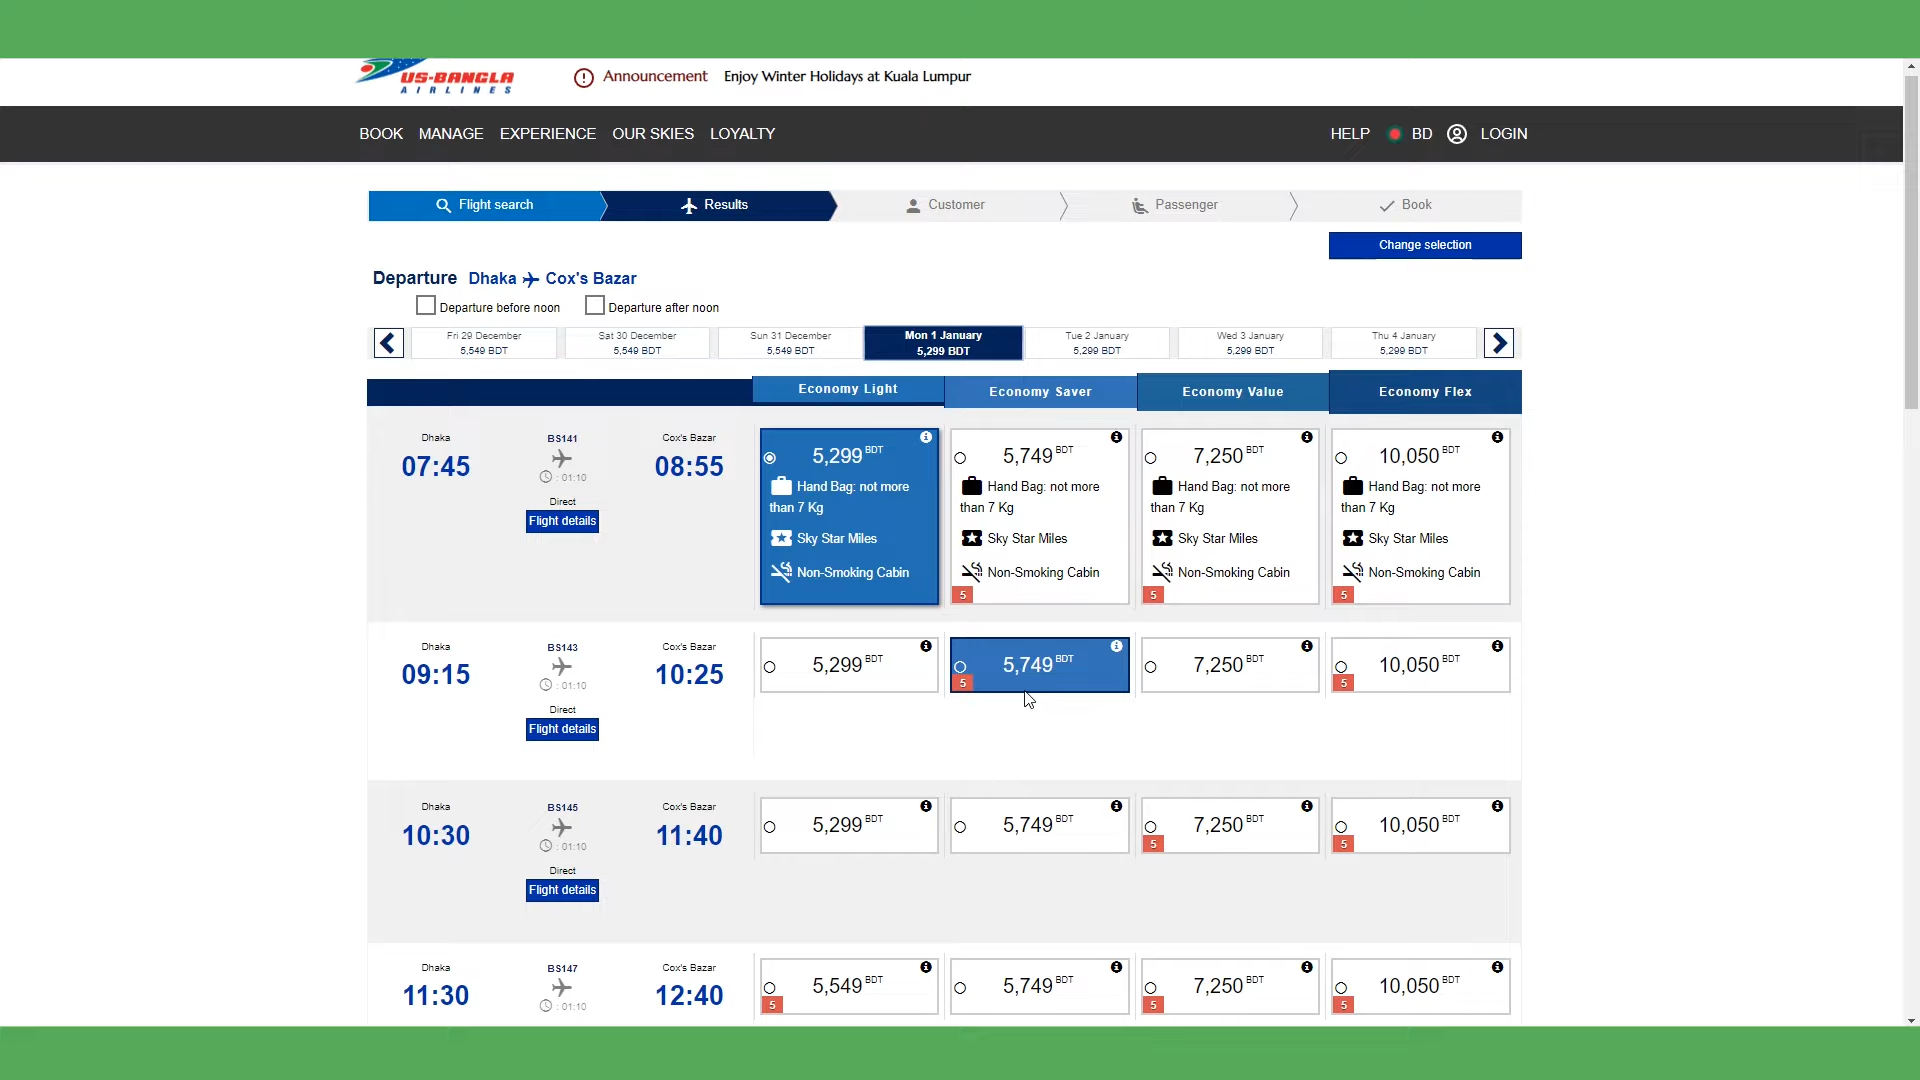 US-BANGLA
AIRLINES
Announcement Enjoy Winter Holidays at Kuala Lumpur
BOOK MANAGE EXPERIENCE OUR SKIES LOYALTY HELP BD LOGIN
Flight search Results Customer Passenger Book
Change selection
Departure Dhaka Cox's Bazar
Departure before noon Departure after noon
Fri 29 December Sat 30 December Sun 31 December Mon 1 January Tue 2 January Wed 3 January Thu 4 January
5,549 BDT 5,549 BDT 5,549 BDT 5,299 BDT 5,299 BDT 5,299 BDT 5,299 BDT
Economy Light Economy Saver Economy Value Economy Flex
Dhaka BS141 Cox's Bazar
07:45 08:55 5,299 BDT 5,749 BDT 7,250 BDT 10,050 BDT
: 01:10 Hand Bag: not more Hand Bag: not more Hand Bag: not more Hand Bag: not more
Direct than 7 Kg than 7 Kg than 7 Kg than 7 Kg
Flight details
Sky Star Miles Sky Star Miles Sky Star Miles Sky Star Miles
Non-Smoking Cabin Non-Smoking Cabin Non-Smoking Cabin Non-Smoking Cabin
5 5 5
Dhaka BS143 Cox's Bazar
09:15 10:25 5,299 BDT 5,749 BDT 7,250 BDT 10,050 BDT
: 01:10 5 5
Direct
Flight details
Dhaka BS145 Cox's Bazar
10:30 11:40 5,299 BDT 5,749 BDT 7,250 BDT 10,050 BDT
: 01:10 5 5
Direct
Flight details
Dhaka BS147 Cox's Bazar
11:30 12:40 5,549 BDT 5,749 BDT 7,250 BDT 10,050 BDT
: 01:10 5 5 5